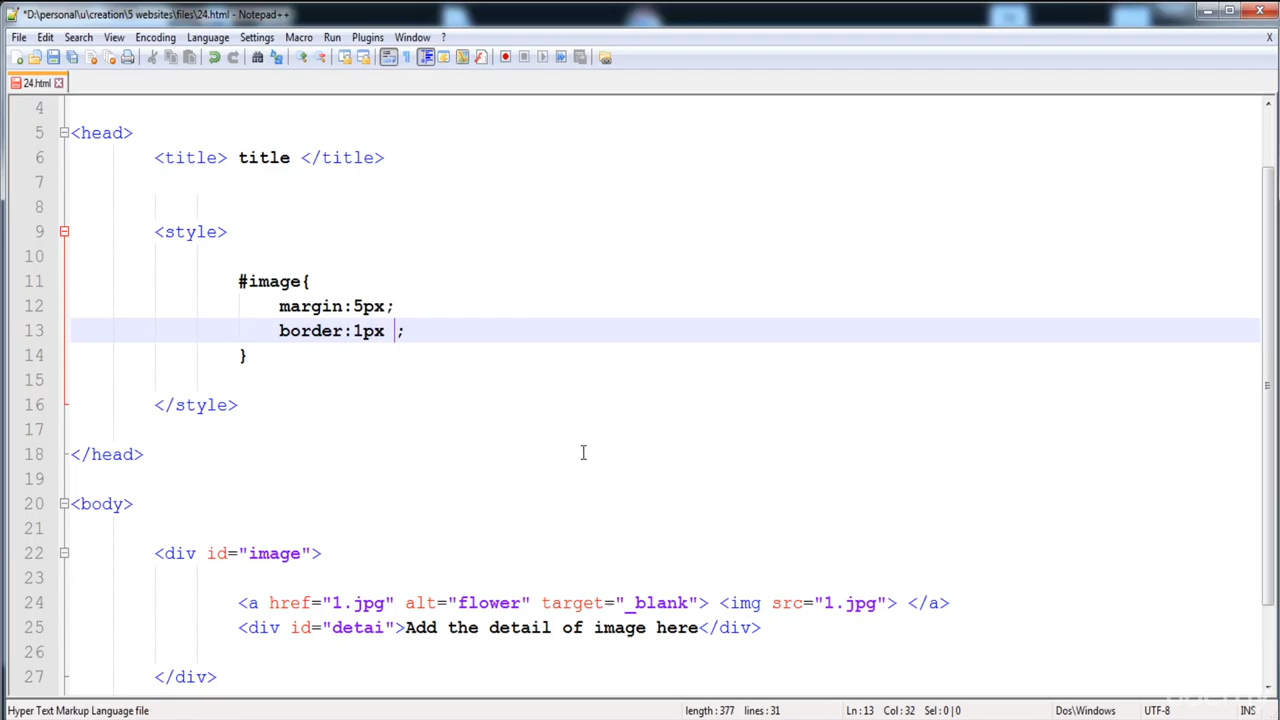 *D:\personal\u\creation\5 websites\files\24.html - Notepad++
File Edit Search View Encoding Language Settings Macro Run Plugins Window ? X
24.html
4
5 <head>
6 <title> title </title>
7
8
9 <style>
10
11 #image{
12 margin:5px;
13 border:1px ;
14 }
15
16 </style>
17
18 </head>
19
20 <body>
21
22 <div id="image">
23
24 <a href="1.jpg" alt="flower" target="_blank"> <img src="1.jpg"> </a>
25 <div id="detai">Add the detail of image here</div>
26
27 </div>
Hyper Text Markup Language file length : 377 lines : 31 Ln : 13 Col : 32 Sel : 0 | 0 Dos\Windows UTF-8 INS